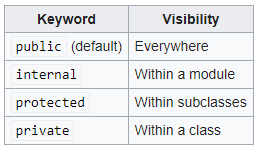 Keyword Visibility
public (default) Everywhere
internal Within a module
protected Within subclasses
private Within a class